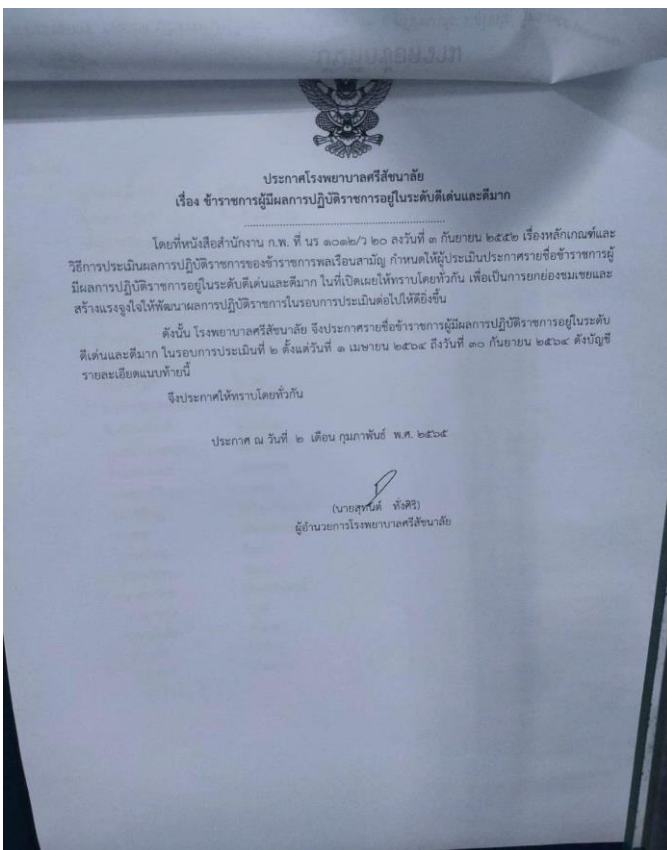 ประกาศโรงพยาบาลศรีสัชนาลัย
เรื่อง ข้าราชการผู้มีผลการปฏิบัติราชการอยู่ในระดับดีเด่นและดีมาก
โดยที่หนังสือสำนักงาน ก.พ. ที่ นร ๑๐๑๒/ว ๒๐ ลงวันที่ ๓ กันยายน ๒๕๕๒ เรื่องหลักเกณฑ์และ
วิธีการประเมินผลการปฏิบัติราชการของข้าราชการพลเรือนสามัญ กำหนดให้ผู้ประเมินประกาศรายชื่อข้าราชการผู้
มีผลการปฏิบัติราชการอยู่ในระดับดีเด่นและดีมาก ในที่เปิดเผยให้ทราบโดยทั่วกัน เพื่อเป็นการยกย่องชมเชยและ
สร้างแรงจูงใจให้พัฒนาผลการปฏิบัติราชการในรอบการประเมินต่อไปให้ดียิ่งขึ้น
ดังนั้น โรงพยาบาลศรีสัชนาลัย จึงประกาศรายชื่อข้าราชการผู้มีผลการปฏิบัติราชการอยู่ในระดับ
ดีเด่นและดีมาก ในรอบการประเมินที่ ๒ ตั้งแต่วันที่ ๑ เมษายน ๒๕๖๔ ถึงวันที่ ๓๐ กันยายน ๒๕๖๔ ดังบัญชี
รายละเอียดแนบท้ายนี้
จึงประกาศให้ทราบโดยทั่วกัน
ประกาศ ณ วันที่ ๒ เดือน กุมภาพันธ์ พ.ศ. ๒๕๖๕
(นายสุทนต์ ทั่งศิริ)
ผู้อำนวยการโรงพยาบาลศรีสัชนาลัย